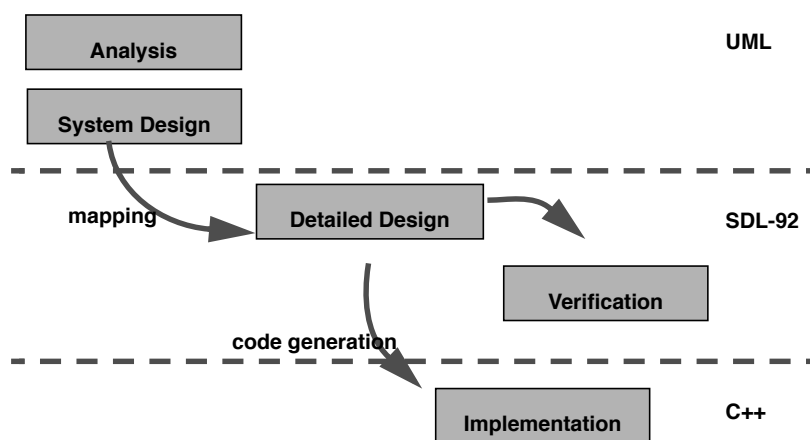 Analysis
UML
System Design
mapping
Detailed Design
SDL-92
Verification
code generation
Implementation
C++